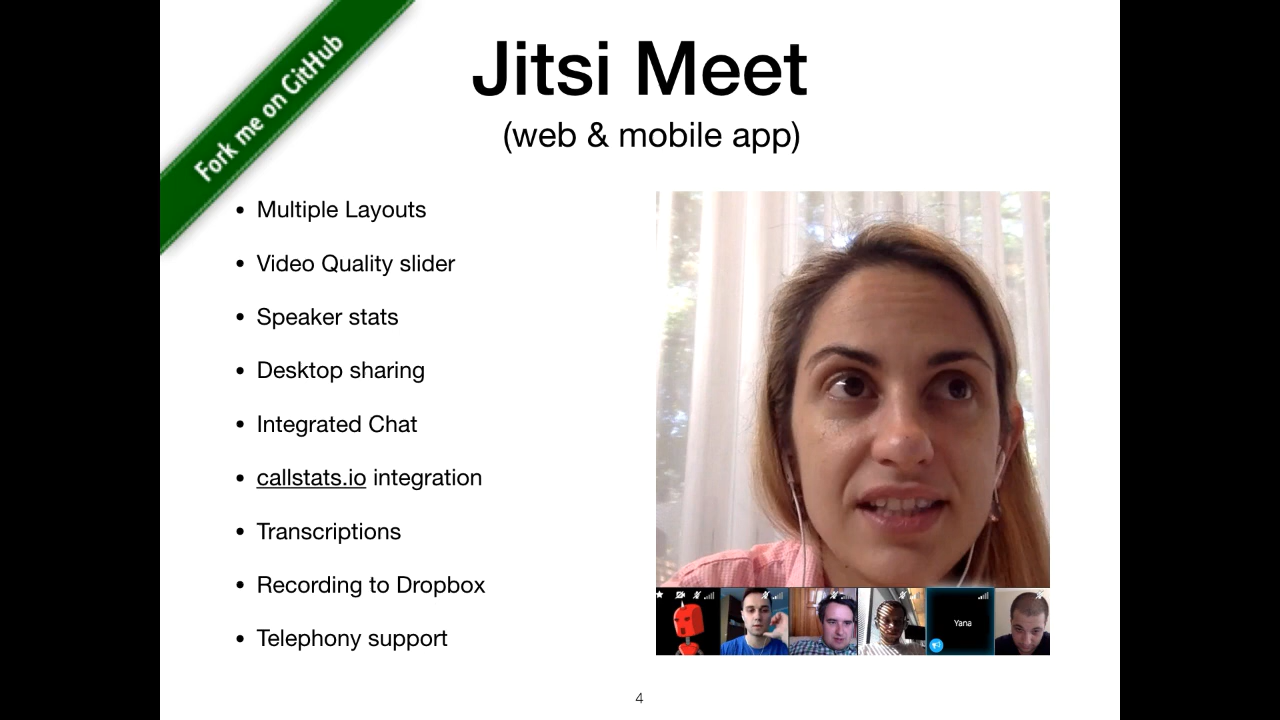 Fork me on GitHub
Jitsi Meet
(web & mobile app)
• Multiple Layouts
• Video Quality slider
• Speaker stats
• Desktop sharing
• Integrated Chat
• callstats.io integration
• Transcriptions
• Recording to Dropbox
• Telephony support
Yana
4